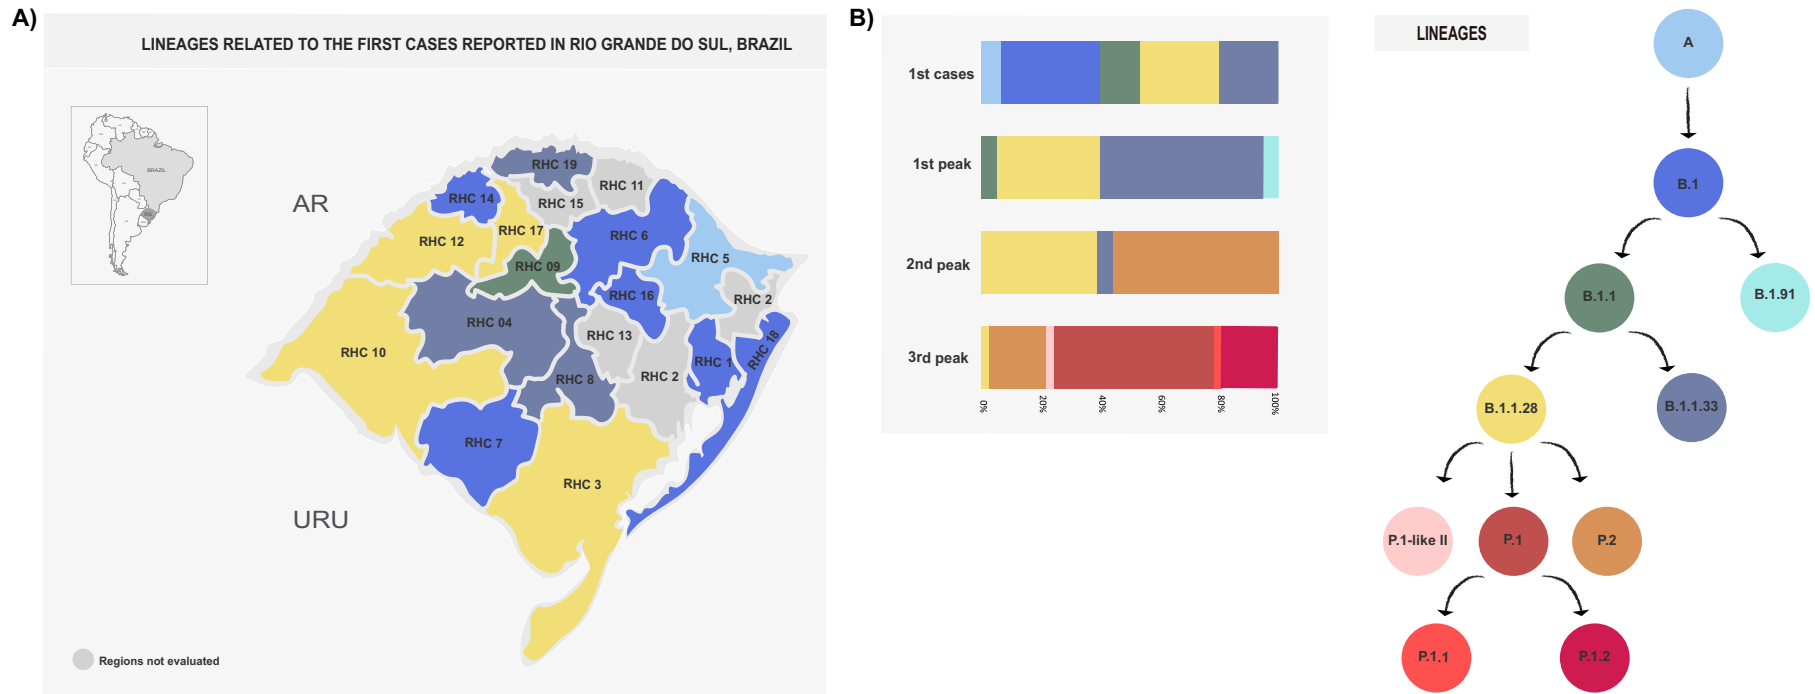 A)
LINEAGES RELATED TO THE FIRST CASES REPORTED IN RIO GRANDE DO SUL, BRAZIL
BRAZIL
RS
AR
URU
RHC 19
RHC 11
RHC 14
RHC 15
RHC 17
RHC 12
RHC 6
RHC 5
RHC 09
RHC 16
RHC 2
RHC 04
RHC 13
RHC 18
RHC 10
RHC 1
RHC 8
RHC 2
RHC 7
RHC 3
Regions not evaluated
B)
1st cases
1st peak
2nd peak
3rd peak
0%
20%
40%
60%
80%
100%
LINEAGES
A
B.1
B.1.1
B.1.91
B.1.1.28
B.1.1.33
P.1-like II
P.1
P.2
P.1.1
P.1.2